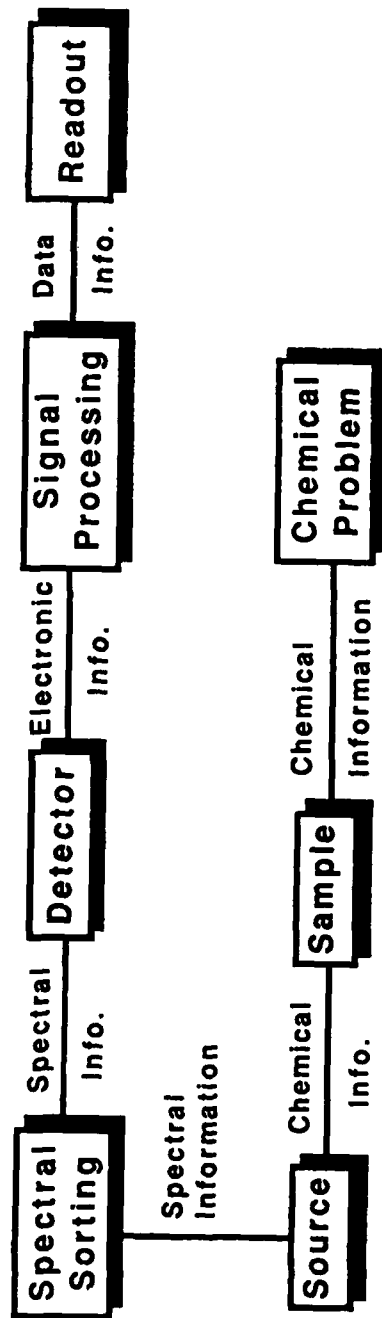 Spectral
Sorting
Spectral
Info.
Detector
Electronic
Info.
Signal
Processing
Data
Info.
Readout
Spectral
Information
Source
Chemical
Info.
Sample
Chemical
Information
Chemical
Problem